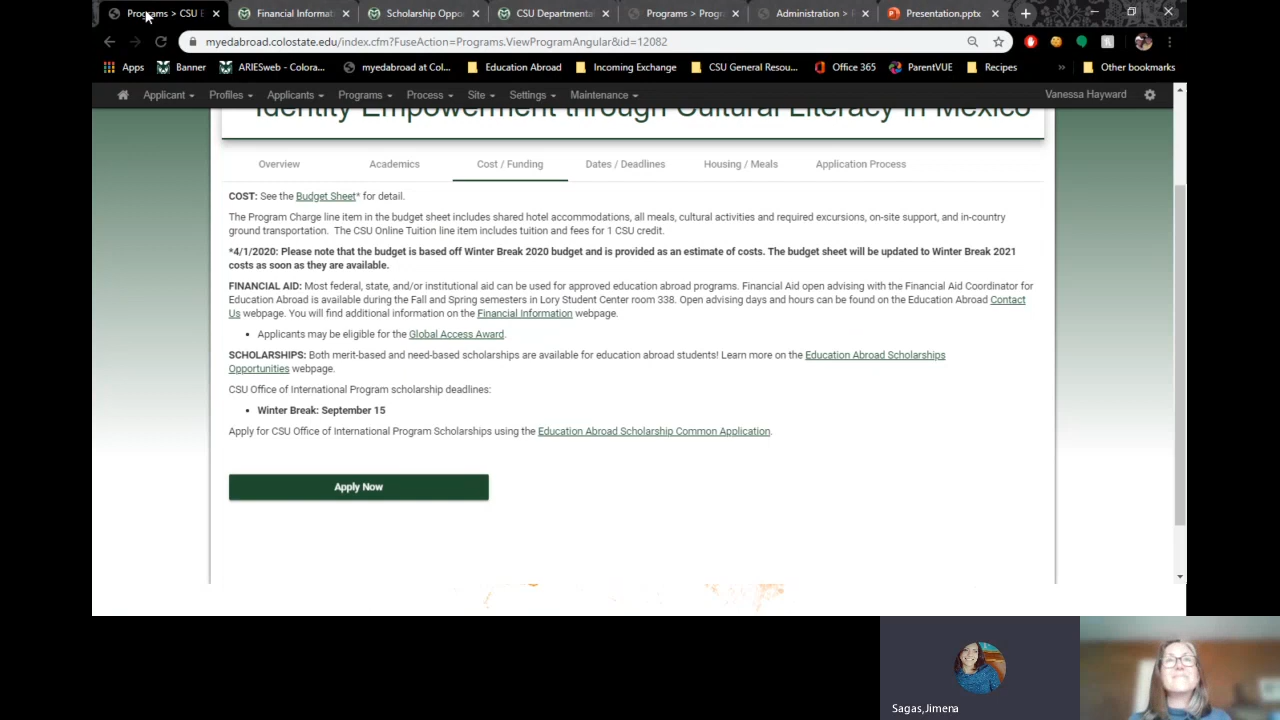 Programs > CSU E
Financial Informat
Scholarship Oppo
CSU Departmenta
Programs > Progr
Administration >
Presentation.pptx
myedabroad.colostate.edu/index.cfm?FuseAction=Programs.ViewProgramAngular&id=12082
Apps
Banner
ARIESweb - Colora...
myedabroad at Col...
Education Abroad
Incoming Exchange
CSU General Resou...
Office 365
ParentVUE
Recipes
»
Other bookmarks
Applicant
Profiles
Applicants
Programs
Process
Site
Settings
Maintenance
Vanessa Hayward
Identity Empowerment through Cultural Literacy in Mexico
Overview
Academics
Cost / Funding
Dates / Deadlines
Housing / Meals
Application Process
COST: See the Budget Sheet* for detail.
The Program Charge line item in the budget sheet includes shared hotel accommodations, all meals, cultural activities and required excursions, on-site support, and in-country
ground transportation. The CSU Online Tuition line item includes tuition and fees for 1 CSU credit.
*4/1/2020: Please note that the budget is based off Winter Break 2020 budget and is provided as an estimate of costs. The budget sheet will be updated to Winter Break 2021
costs as soon as they are available.
FINANCIAL AID: Most federal, state, and/or institutional aid can be used for approved education abroad programs. Financial Aid open advising with the Financial Aid Coordinator for
Education Abroad is available during the Fall and Spring semesters in Lory Student Center room 338. Open advising days and hours can be found on the Education Abroad Contact
Us webpage. You will find additional information on the Financial Information webpage.
• Applicants may be eligible for the Global Access Award.
SCHOLARSHIPS: Both merit-based and need-based scholarships are available for education abroad students! Learn more on the Education Abroad Scholarships
Opportunities webpage.
CSU Office of International Program scholarship deadlines:
• Winter Break: September 15
Apply for CSU Office of International Program Scholarships using the Education Abroad Scholarship Common Application.
Apply Now
Sagas,Jimena